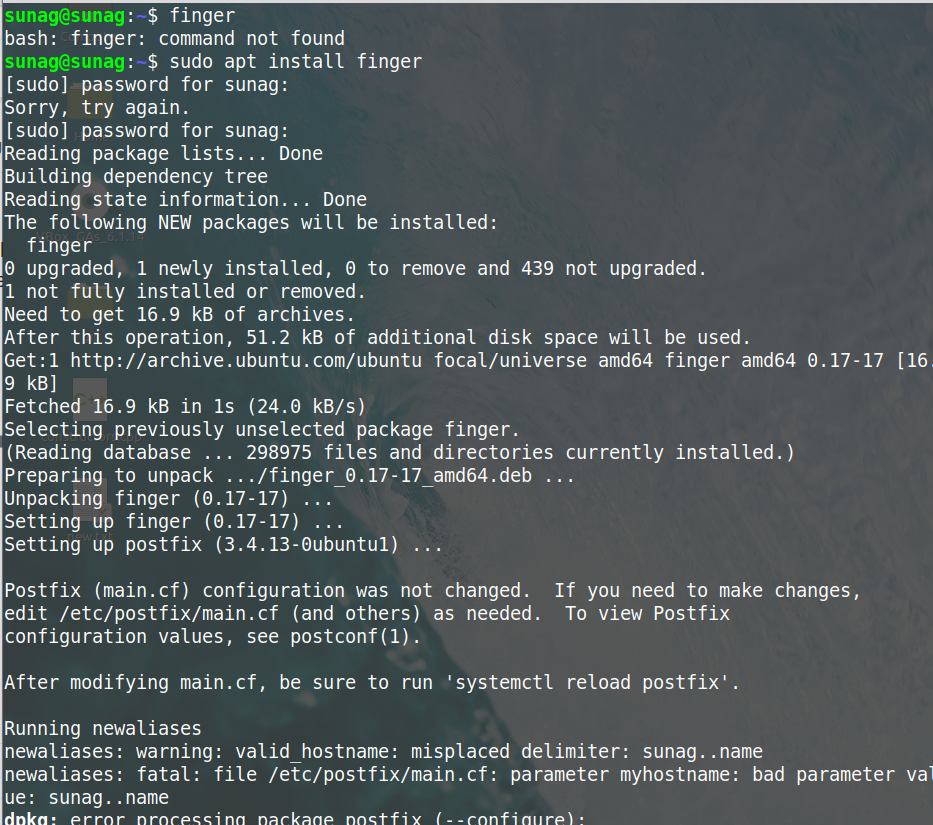 sunag@sunag:~$ finger
bash: finger: command not found
sunag@sunag:~$ sudo apt install finger
[sudo] password for sunag:
Sorry, try again.
[sudo] password for sunag:
Reading package lists... Done
Building dependency tree
Reading state information... Done
The following NEW packages will be installed:
  finger
0 upgraded, 1 newly installed, 0 to remove and 439 not upgraded.
1 not fully installed or removed.
Need to get 16.9 kB of archives.
After this operation, 51.2 kB of additional disk space will be used.
Get:1 http://archive.ubuntu.com/ubuntu focal/universe amd64 finger amd64 0.17-17 [16.
9 kB]
Fetched 16.9 kB in 1s (24.0 kB/s)
Selecting previously unselected package finger.
(Reading database ... 298975 files and directories currently installed.)
Preparing to unpack .../finger_0.17-17_amd64.deb ...
Unpacking finger (0.17-17) ...
Setting up finger (0.17-17) ...
Setting up postfix (3.4.13-0ubuntu1) ...

Postfix (main.cf) configuration was not changed.  If you need to make changes,
edit /etc/postfix/main.cf (and others) as needed.  To view Postfix
configuration values, see postconf(1).

After modifying main.cf, be sure to run 'systemctl reload postfix'.

Running newaliases
newaliases: warning: valid_hostname: misplaced delimiter: sunag..name
newaliases: fatal: file /etc/postfix/main.cf: parameter myhostname: bad parameter val
ue: sunag..name
dpkg: error processing package postfix (--configure):